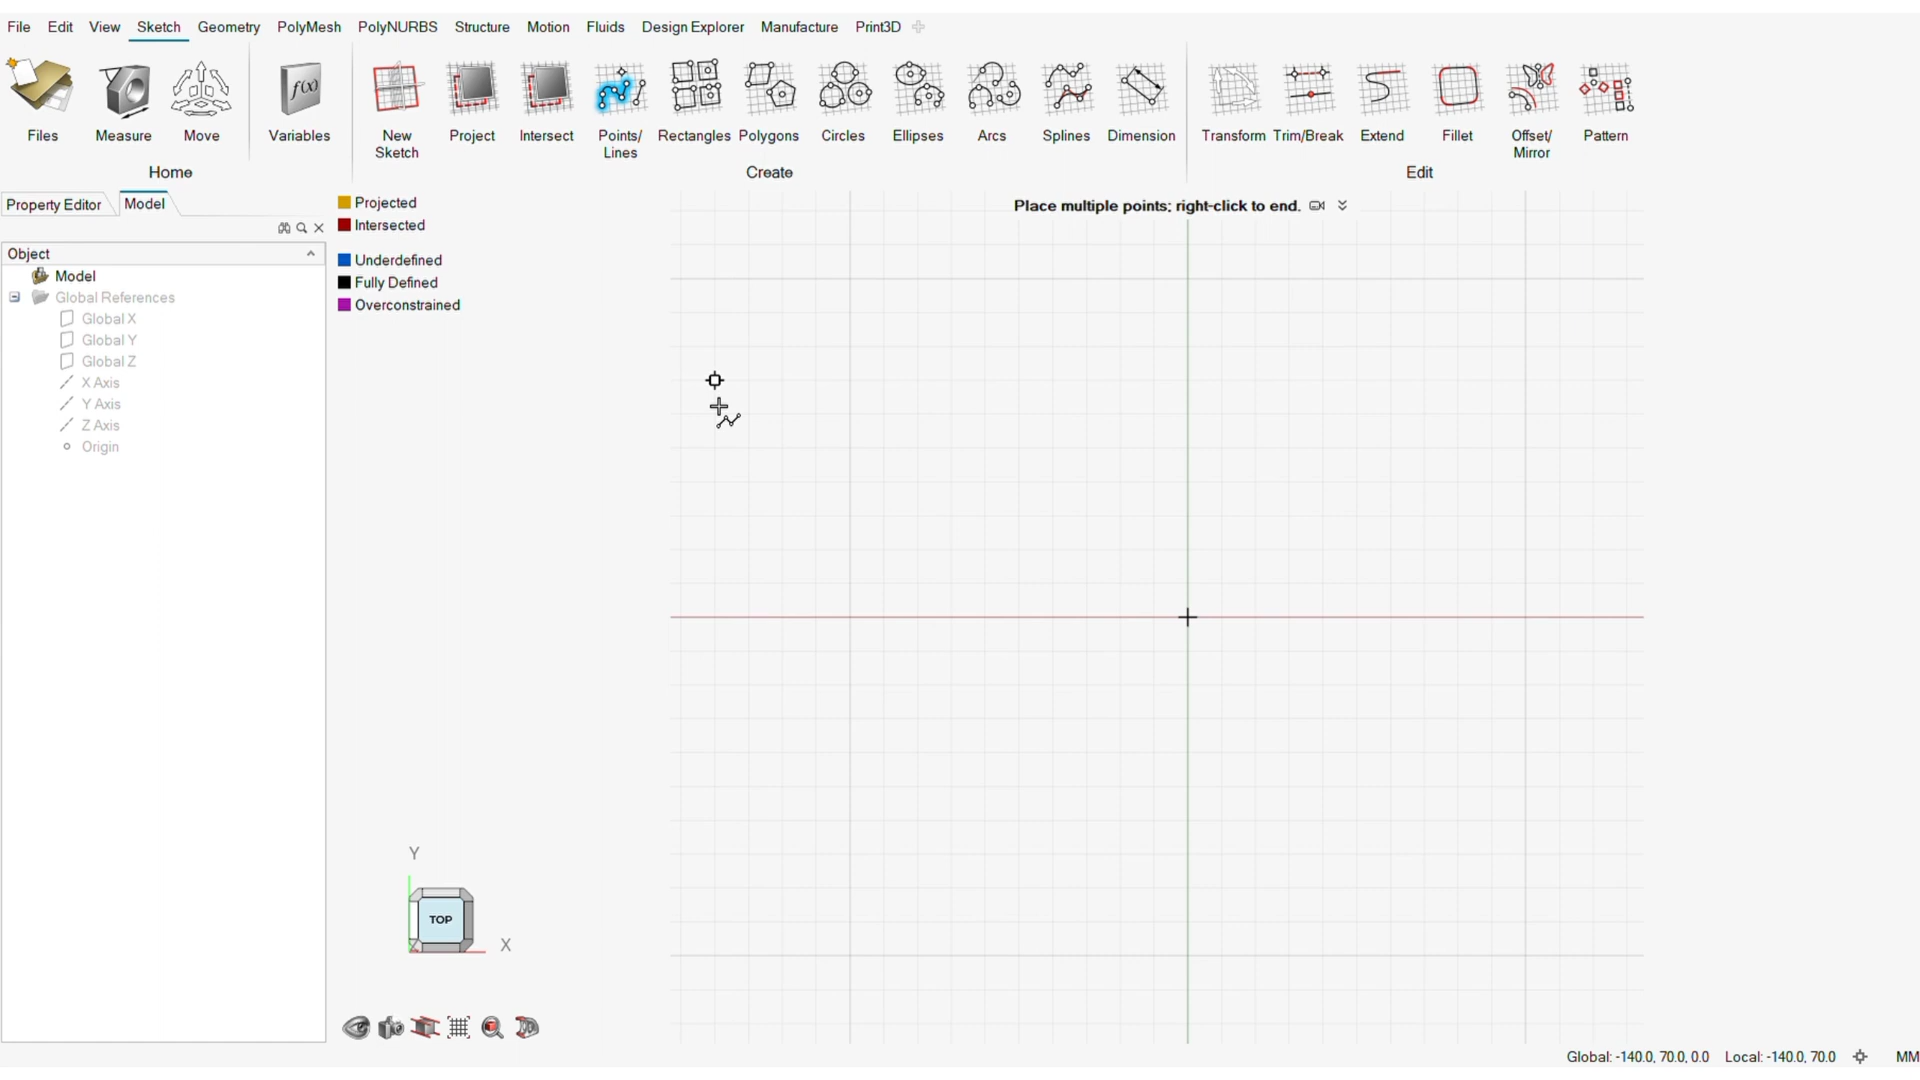 File Edit View Sketch Geometry PolyMesh PolyNURBS Structure Motion Fluids Design Explorer Manufacture Print3D
f(x)
Files Measure Move Variables New Sketch Project Intersect Points/ Lines Rectangles Polygons Circles Ellipses Arcs Splines Dimension Transform Trim/Break Extend Fillet Offset/ Mirror Pattern
Home Create Edit
Property Editor Model
Object
Model
Global References
Global X
Global Y
Global Z
X Axis
Y Axis
Z Axis
Origin
Projected
Intersected
Underdefined
Fully Defined
Overconstrained
Place multiple points; right-click to end.
Y
TOP
X
Global: -140.0, 70.0, 0.0 Local: -140.0, 70.0 MM